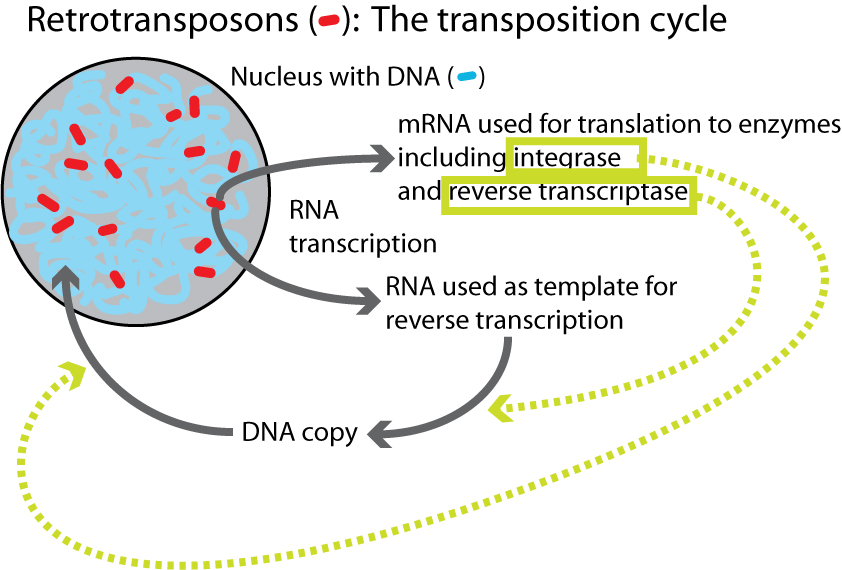 Retrotransposons (): The transposition cycle
Nucleus with DNA ()
mRNA used for translation to enzymes
including integrase
and reverse transcriptase
RNA
transcription
RNA used as template for
reverse transcription
DNA copy